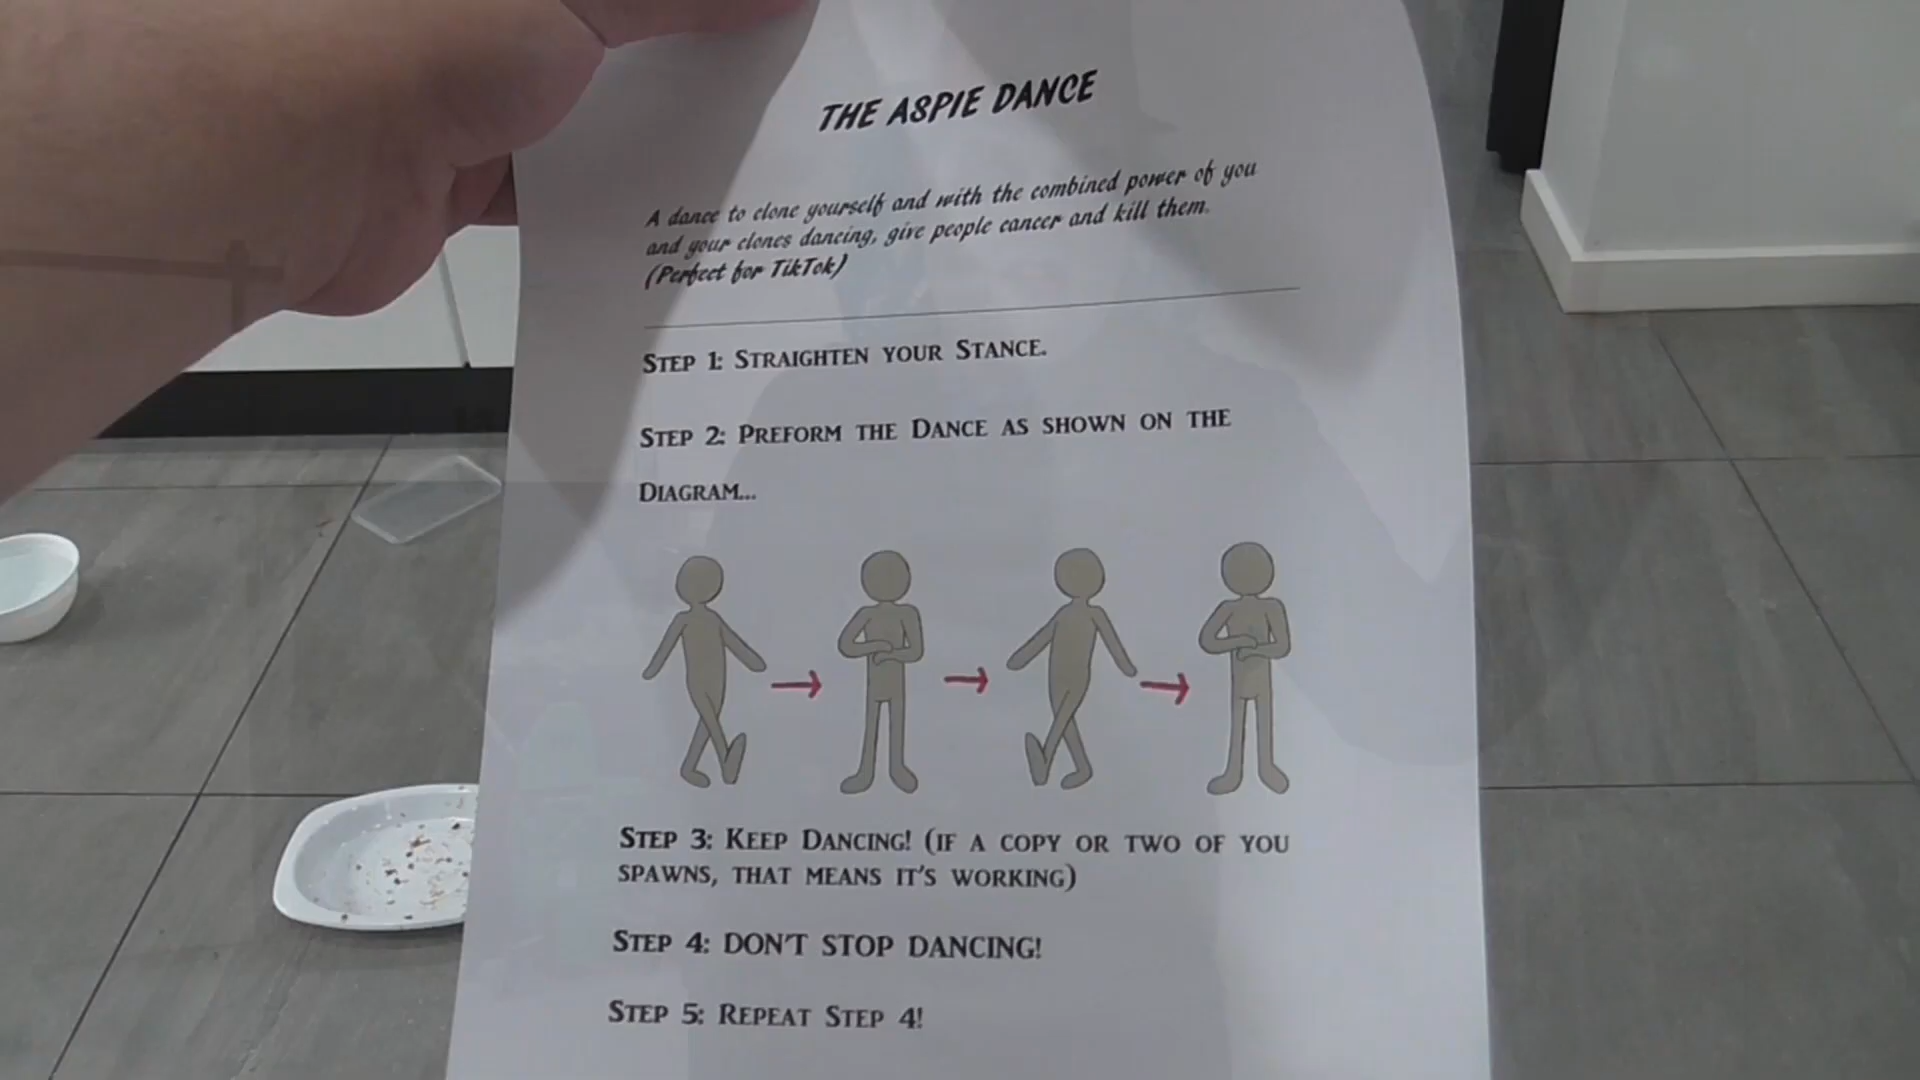 THE ASPIE DANCE
A dance to clone yourself and with the combined power of you
and your clones dancing, give people cancer and kill them.
(Perfect for TikTok)
STEP 1: STRAIGHTEN YOUR STANCE.
STEP 2: PREFORM THE DANCE AS SHOWN ON THE
DIAGRAM...
STEP 3: KEEP DANCING! (IF A COPY OR TWO OF YOU
SPAWNS, THAT MEANS IT'S WORKING)
STEP 4: DON'T STOP DANCING!
STEP 5: REPEAT STEP 4!